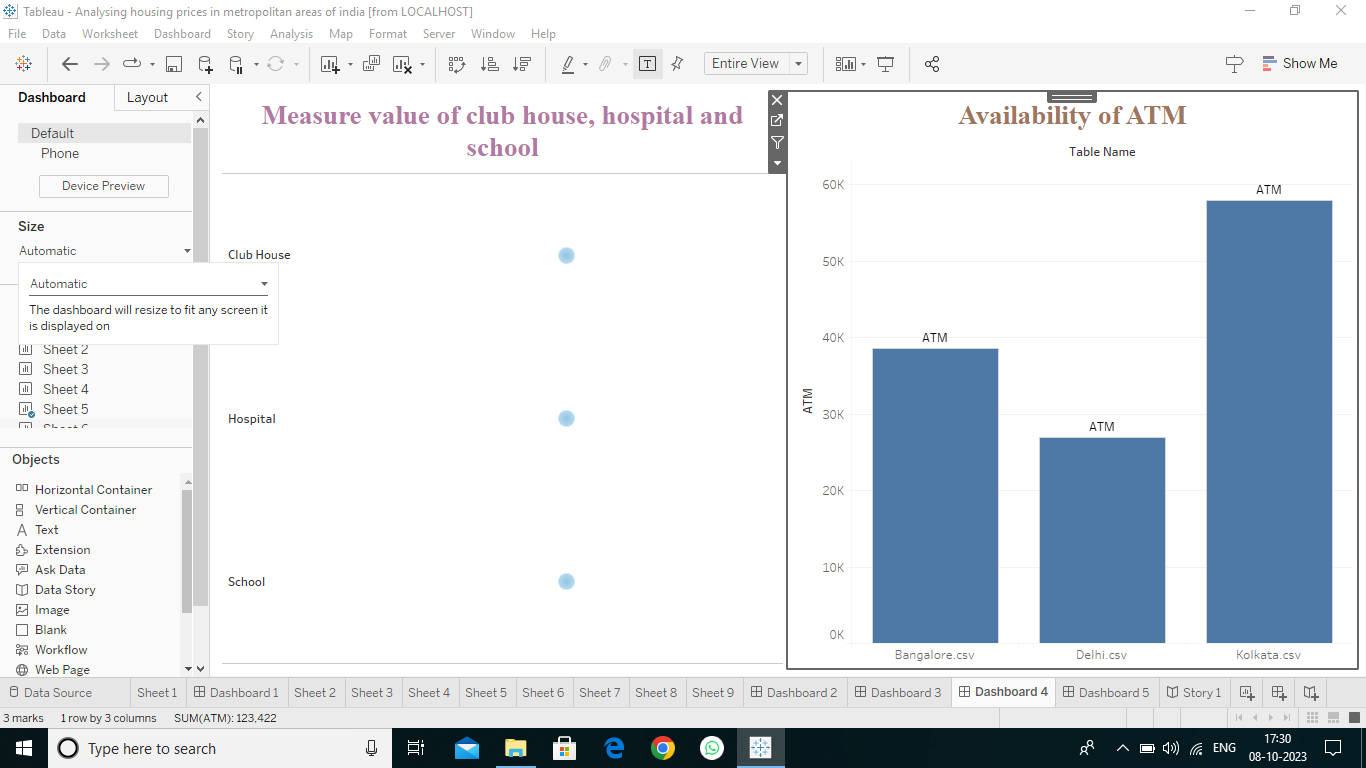 Tableau - Analysing housing prices in metropolitan areas of india [from LOCALHOST]
File Data Worksheet Dashboard Story Analysis Map Format Server Window Help
Entire View
Show Me
Dashboard Layout
Default
Phone
Device Preview
Size
Automatic
Automatic
The dashboard will resize to fit any screen it
is displayed on
Sheet 2
Sheet 3
Sheet 4
Sheet 5
Sheet 6
Objects
Horizontal Container
Vertical Container
Text
Extension
Ask Data
Data Story
Image
Blank
Workflow
Web Page
Measure value of club house, hospital and
school
Club House
Hospital
School
Availability of ATM
Table Name
60K
50K
40K
30K
20K
10K
0K
ATM
ATM
ATM
ATM
Bangalore.csv Delhi.csv Kolkata.csv
Data Source Sheet 1 Dashboard 1 Sheet 2 Sheet 3 Sheet 4 Sheet 5 Sheet 6 Sheet 7 Sheet 8 Sheet 9 Dashboard 2 Dashboard 3 Dashboard 4 Dashboard 5 Story 1
3 marks 1 row by 3 columns SUM(ATM): 123,422
Type here to search
ENG
17:30
08-10-2023